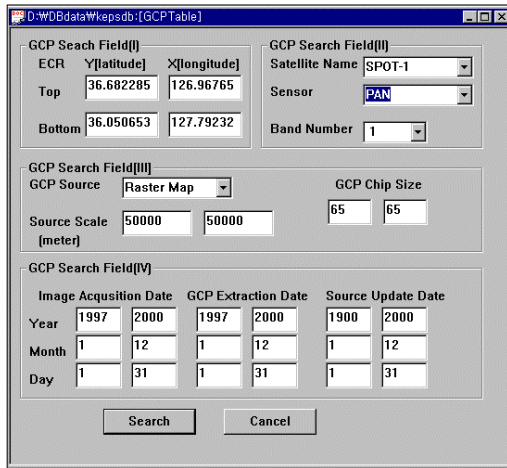 D:₩DBdata₩kepsdb:[GCPTable]
GCP Seach Field(I)
ECR Y[latitude] X[longitude]
Top 36.682285 126.96765
Bottom 36.050653 127.79232
GCP Search Field(II)
Satellite Name SPOT-1
Sensor PAN
Band Number 1
GCP Search Field(III)
GCP Source Raster Map
Source Scale 50000 50000
(meter)
GCP Chip Size
65 65
GCP Search Field(IV)
Image Acqusition Date GCP Extraction Date Source Update Date
Year 1997 2000 1997 2000 1900 2000
Month 1 12 1 12 1 12
Day 1 31 1 31 1 31
Search Cancel